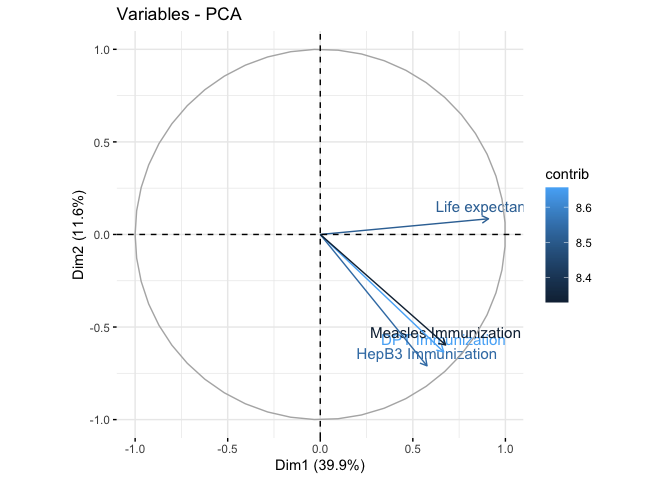 Variables - PCA
1.0
0.5
0.0
-0.5
-1.0
Dim2 (11.6%)
Life expectan
Measles Immunization
DPT Immunization
HepB3 Immunization
-1.0 -0.5 0.0 0.5 1.0
Dim1 (39.9%)
contrib
8.6
8.5
8.4